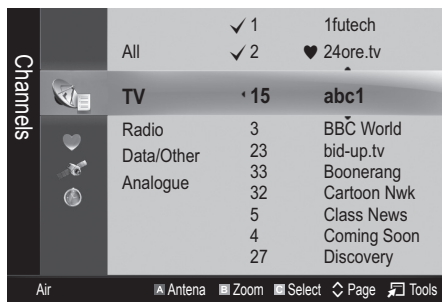 Channels
✓ 1 1futech
All ✓ 2 ♥ 24ore.tv
TV 15 abc1
Radio 3 BBC World
Data/Other 23 bid-up.tv
Analogue 33 Boonerang
32 Cartoon Nwk
5 Class News
4 Coming Soon
27 Discovery
Air A Antena B Zoom C Select Page Tools